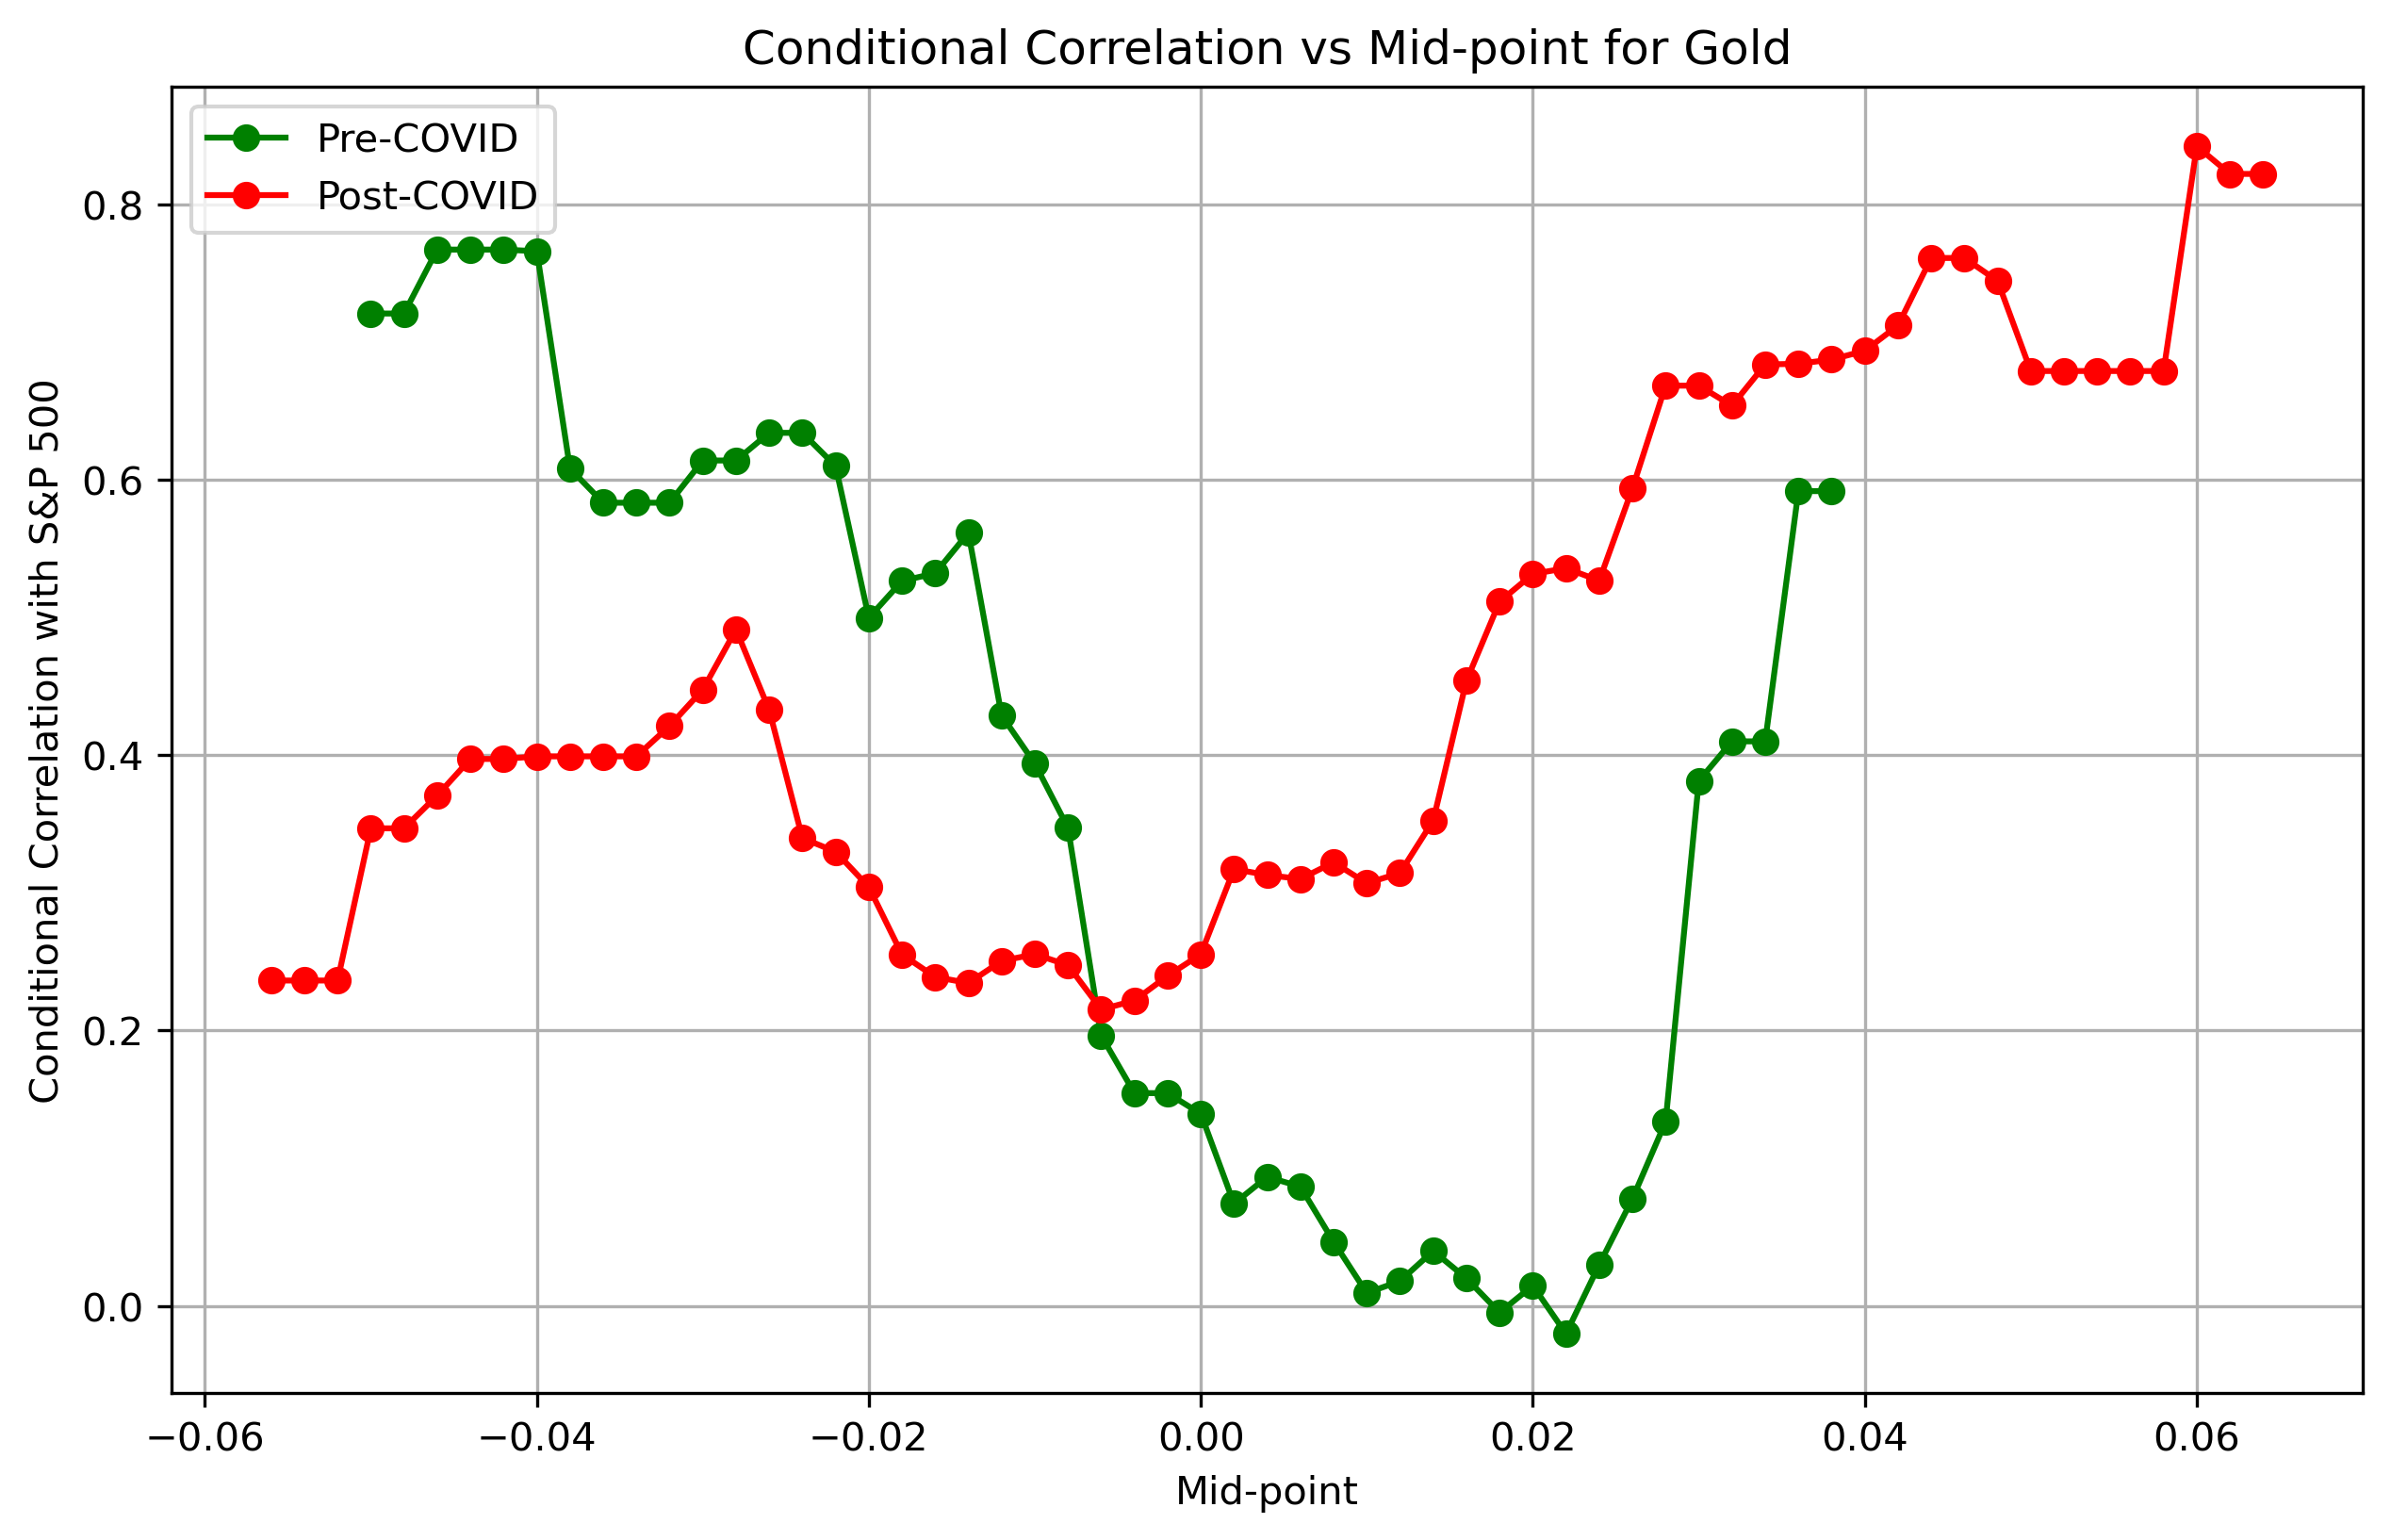 Conditional Correlation vs Mid-point for Gold
Pre-COVID
Post-COVID
Conditional Correlation with S&P 500
0.8
0.6
0.4
0.2
0.0
−0.06
−0.04
−0.02
0.00
0.02
0.04
0.06
Mid-point